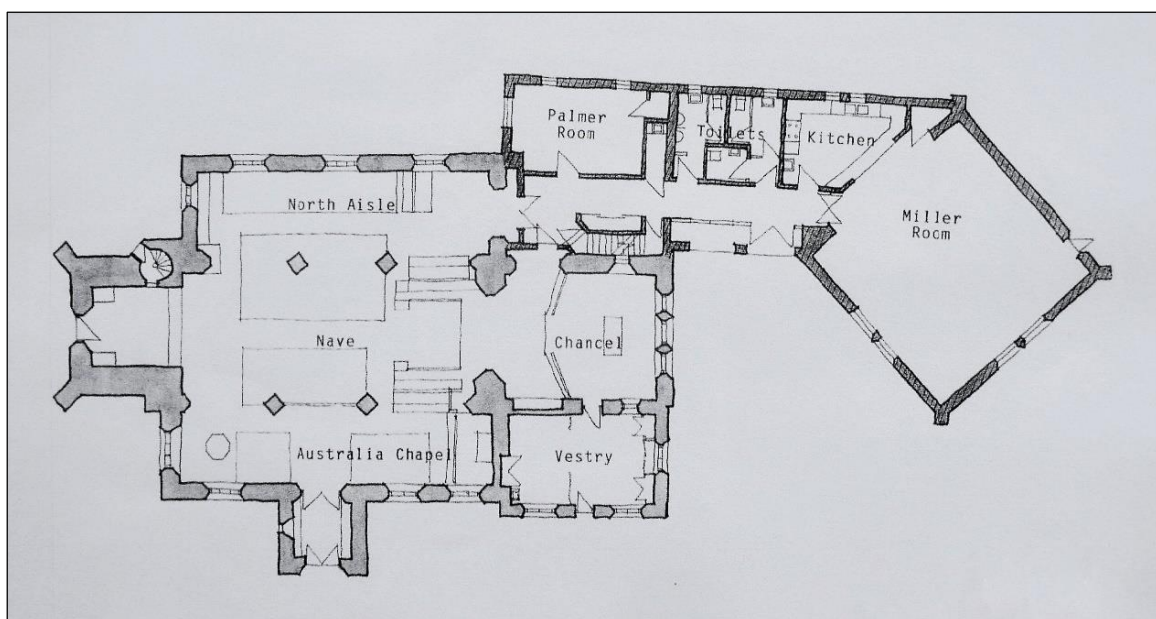 Palmer
Room
Toilets
Kitchen
North Aisle
Miller
Room
Nave
Chancel
Australia Chapel
Vestry